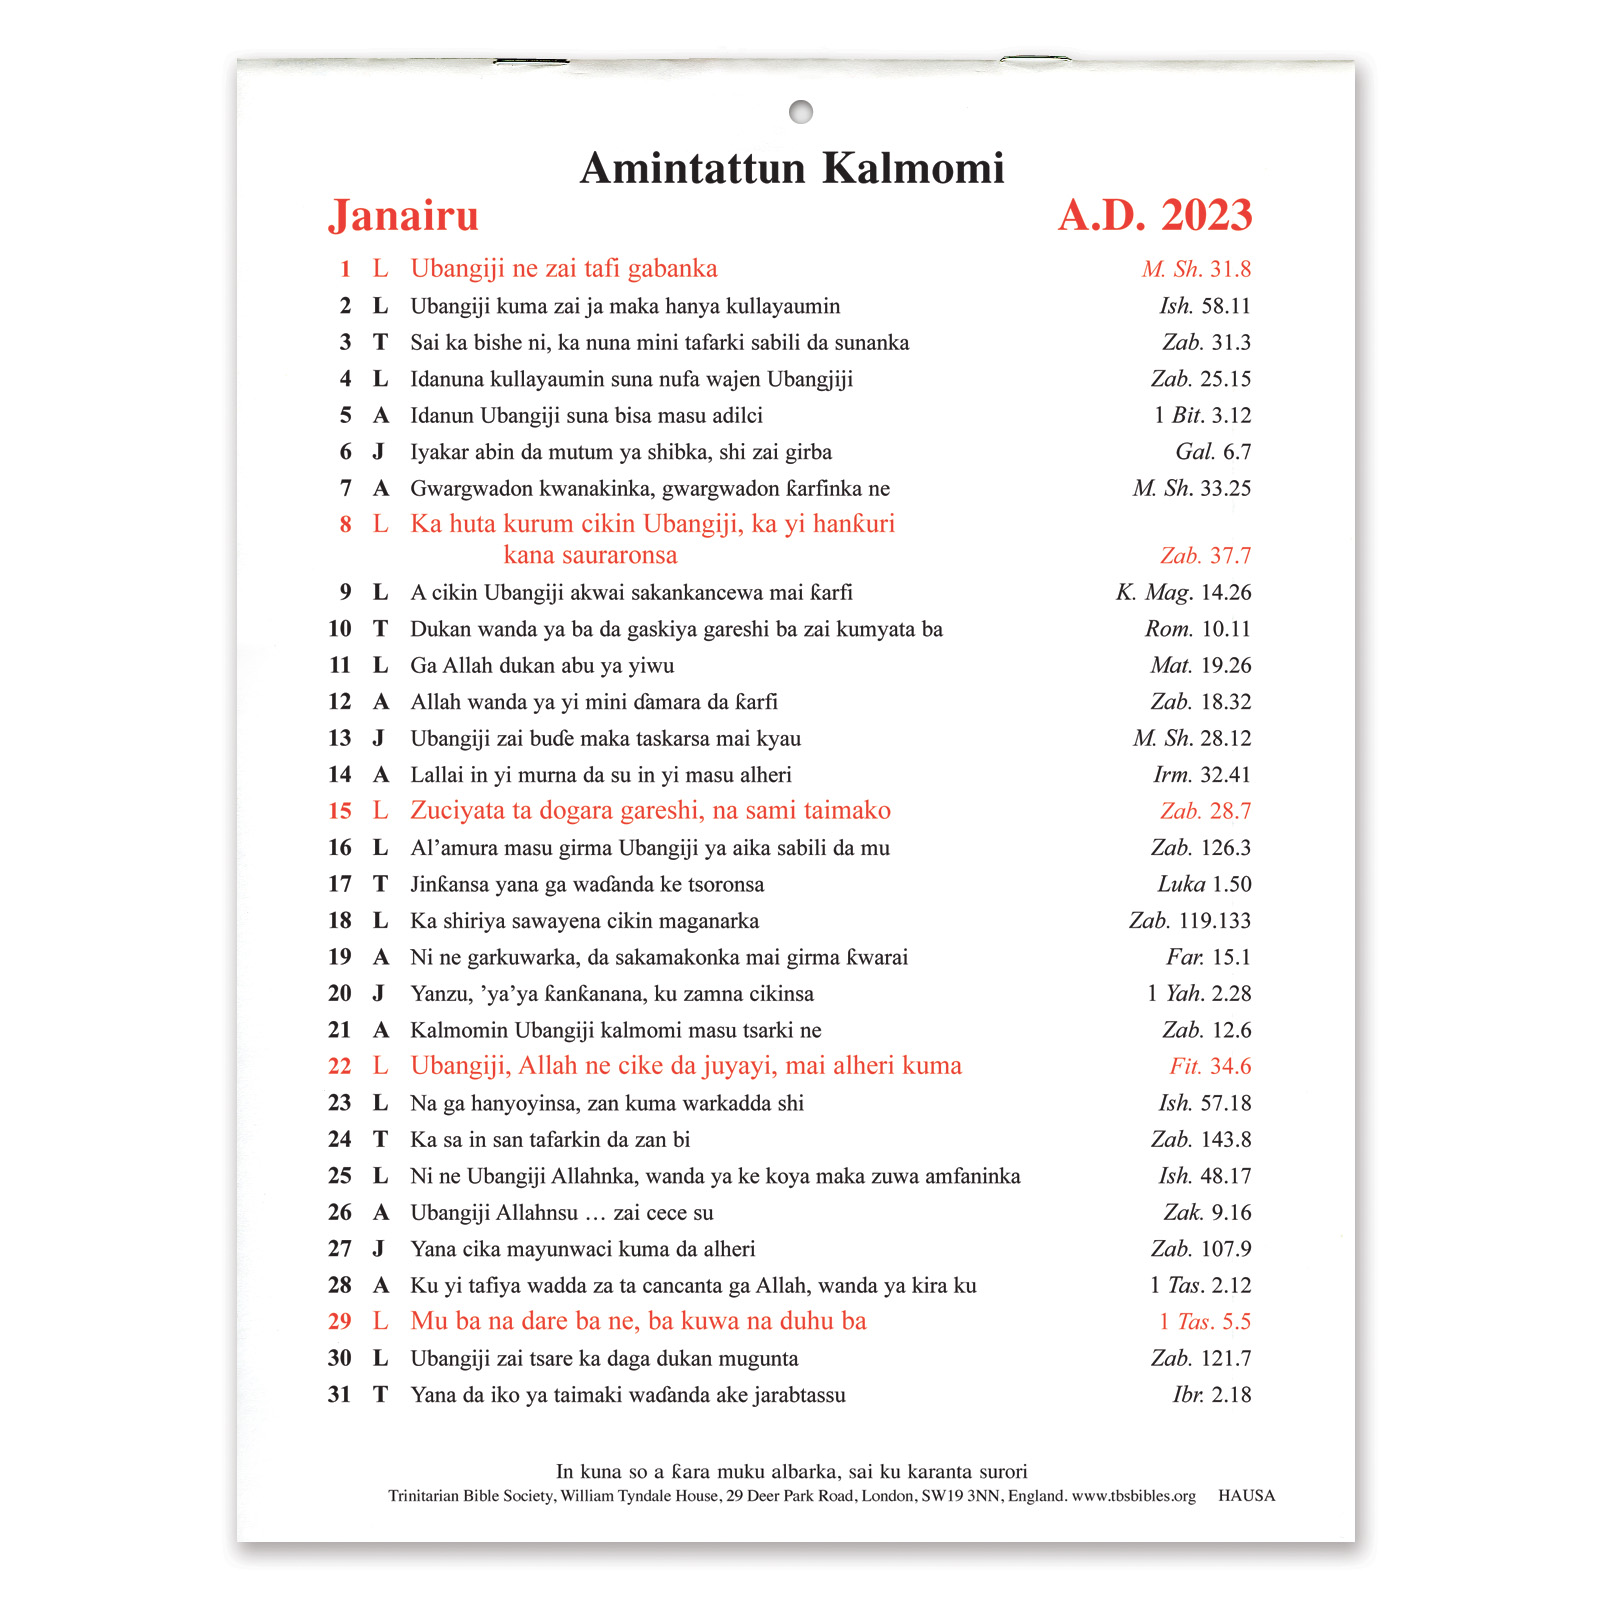 Amintattun Kalmomi
Janairu A.D. 2023
1 L Ubangiji ne zai tafi gabanka M. Sh. 31.8
2 L Ubangiji kuma zai ja maka hanya kullayaumin Ish. 58.11
3 T Sai ka bishe ni, ka nuna mini tafarki sabili da sunanka Zab. 31.3
4 L Idanuna kullayaumin suna nufa wajen Ubangjiji Zab. 25.15
5 A Idanun Ubangiji suna bisa masu adilci 1 Bit. 3.12
6 J Iyakar abin da mutum ya shibka, shi zai girba Gal. 6.7
7 A Gwargwadon kwanakinka, gwargwadon ƙarfinka ne M. Sh. 33.25
8 L Ka huta kurum cikin Ubangiji, ka yi hanƙuri
kana sauraronsa Zab. 37.7
9 L A cikin Ubangiji akwai sakankancewa mai ƙarfi K. Mag. 14.26
10 T Dukan wanda ya ba da gaskiya gareshi ba zai kumyata ba Rom. 10.11
11 L Ga Allah dukan abu ya yiwu Mat. 19.26
12 A Allah wanda ya yi mini ɗamara da ƙarfi Zab. 18.32
13 J Ubangiji zai buɗe maka taskarsa mai kyau M. Sh. 28.12
14 A Lallai in yi murna da su in yi masu alheri Irm. 32.41
15 L Zuciyata ta dogara gareshi, na sami taimako Zab. 28.7
16 L Al’amura masu girma Ubangiji ya aika sabili da mu Zab. 126.3
17 T Jinƙansa yana ga waɗanda ke tsoronsa Luka 1.50
18 L Ka shiriya sawayena cikin maganarka Zab. 119.133
19 A Ni ne garkuwarka, da sakamakonka mai girma ƙwarai Far. 15.1
20 J Yanzu, ’ya’ya ƙanƙanana, ku zamna cikinsa 1 Yah. 2.28
21 A Kalmomin Ubangiji kalmomi masu tsarki ne Zab. 12.6
22 L Ubangiji, Allah ne cike da juyayi, mai alheri kuma Fit. 34.6
23 L Na ga hanyoyinsa, zan kuma warkadda shi Ish. 57.18
24 T Ka sa in san tafarkin da zan bi Zab. 143.8
25 L Ni ne Ubangiji Allahnka, wanda ya ke koya maka zuwa amfaninka Ish. 48.17
26 A Ubangiji Allahnsu … zai cece su Zak. 9.16
27 J Yana cika mayunwaci kuma da alheri Zab. 107.9
28 A Ku yi tafiya wadda za ta cancanta ga Allah, wanda ya kira ku 1 Tas. 2.12
29 L Mu ba na dare ba ne, ba kuwa na duhu ba 1 Tas. 5.5
30 L Ubangiji zai tsare ka daga dukan mugunta Zab. 121.7
31 T Yana da iko ya taimaki waɗanda ake jarabtassu Ibr. 2.18
In kuna so a ƙara muku albarka, sai ku karanta surori
Trinitarian Bible Society, William Tyndale House, 29 Deer Park Road, London, SW19 3NN, England. www.tbsbibles.org HAUSA